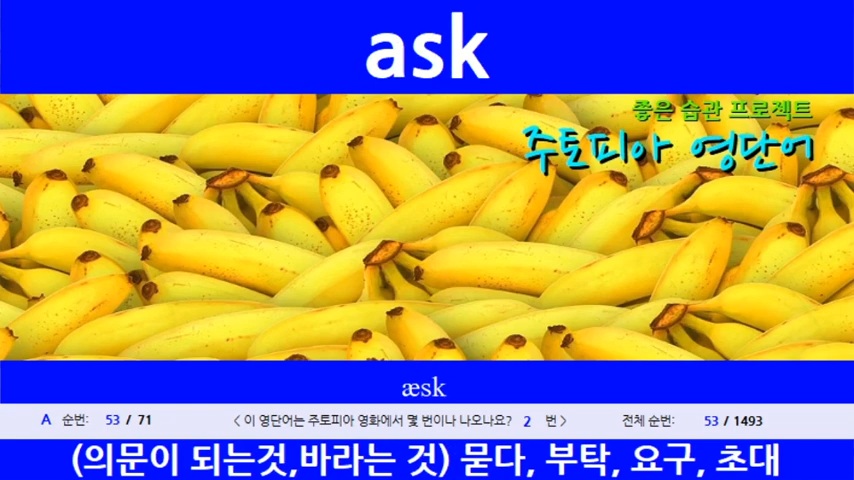 ask
좋은 습관 프로젝트
주토피아 영단어
æsk
A 순번: 53 / 71 < 이 영단어는 주토피아 영화에서 몇 번이나 나오나요? 2 번 > 전체 순번: 53 / 1493
(의문이 되는것,바라는 것) 묻다, 부탁, 요구, 초대